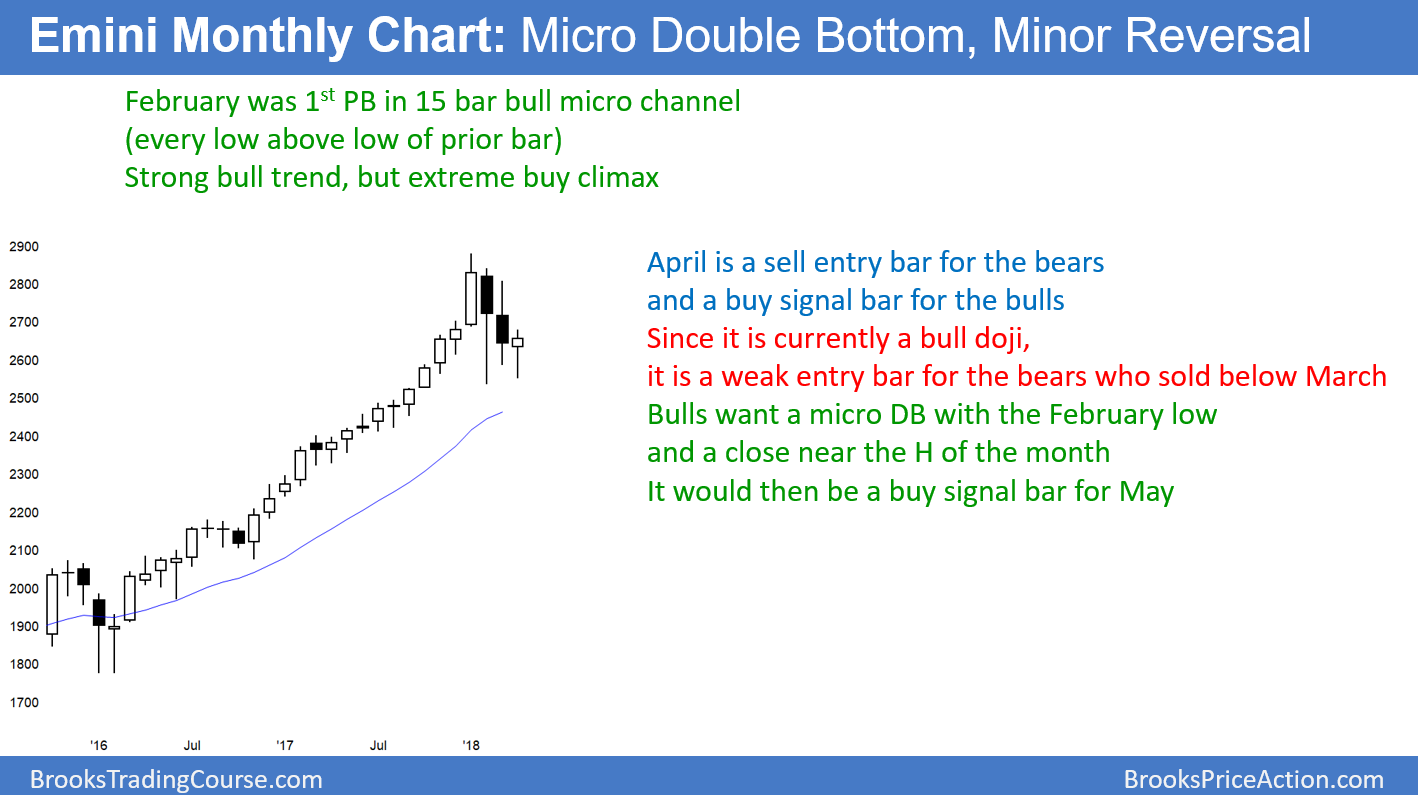 Emini Monthly Chart: Micro Double Bottom, Minor Reversal
February was 1st PB in 15 bar bull micro channel
(every low above low of prior bar)
Strong bull trend, but extreme buy climax
April is a sell entry bar for the bears
and a buy signal bar for the bulls
Since it is currently a bull doji,
it is a weak entry bar for the bears who sold below March
Bulls want a micro DB with the February low
and a close near the H of the month
It would then be a buy signal bar for May
2900
2800
2700
2600
2500
2400
2300
2200
2100
2000
1900
1800
1700
'16 Jul '17 Jul '18
BrooksTradingCourse.com BrooksPriceAction.com